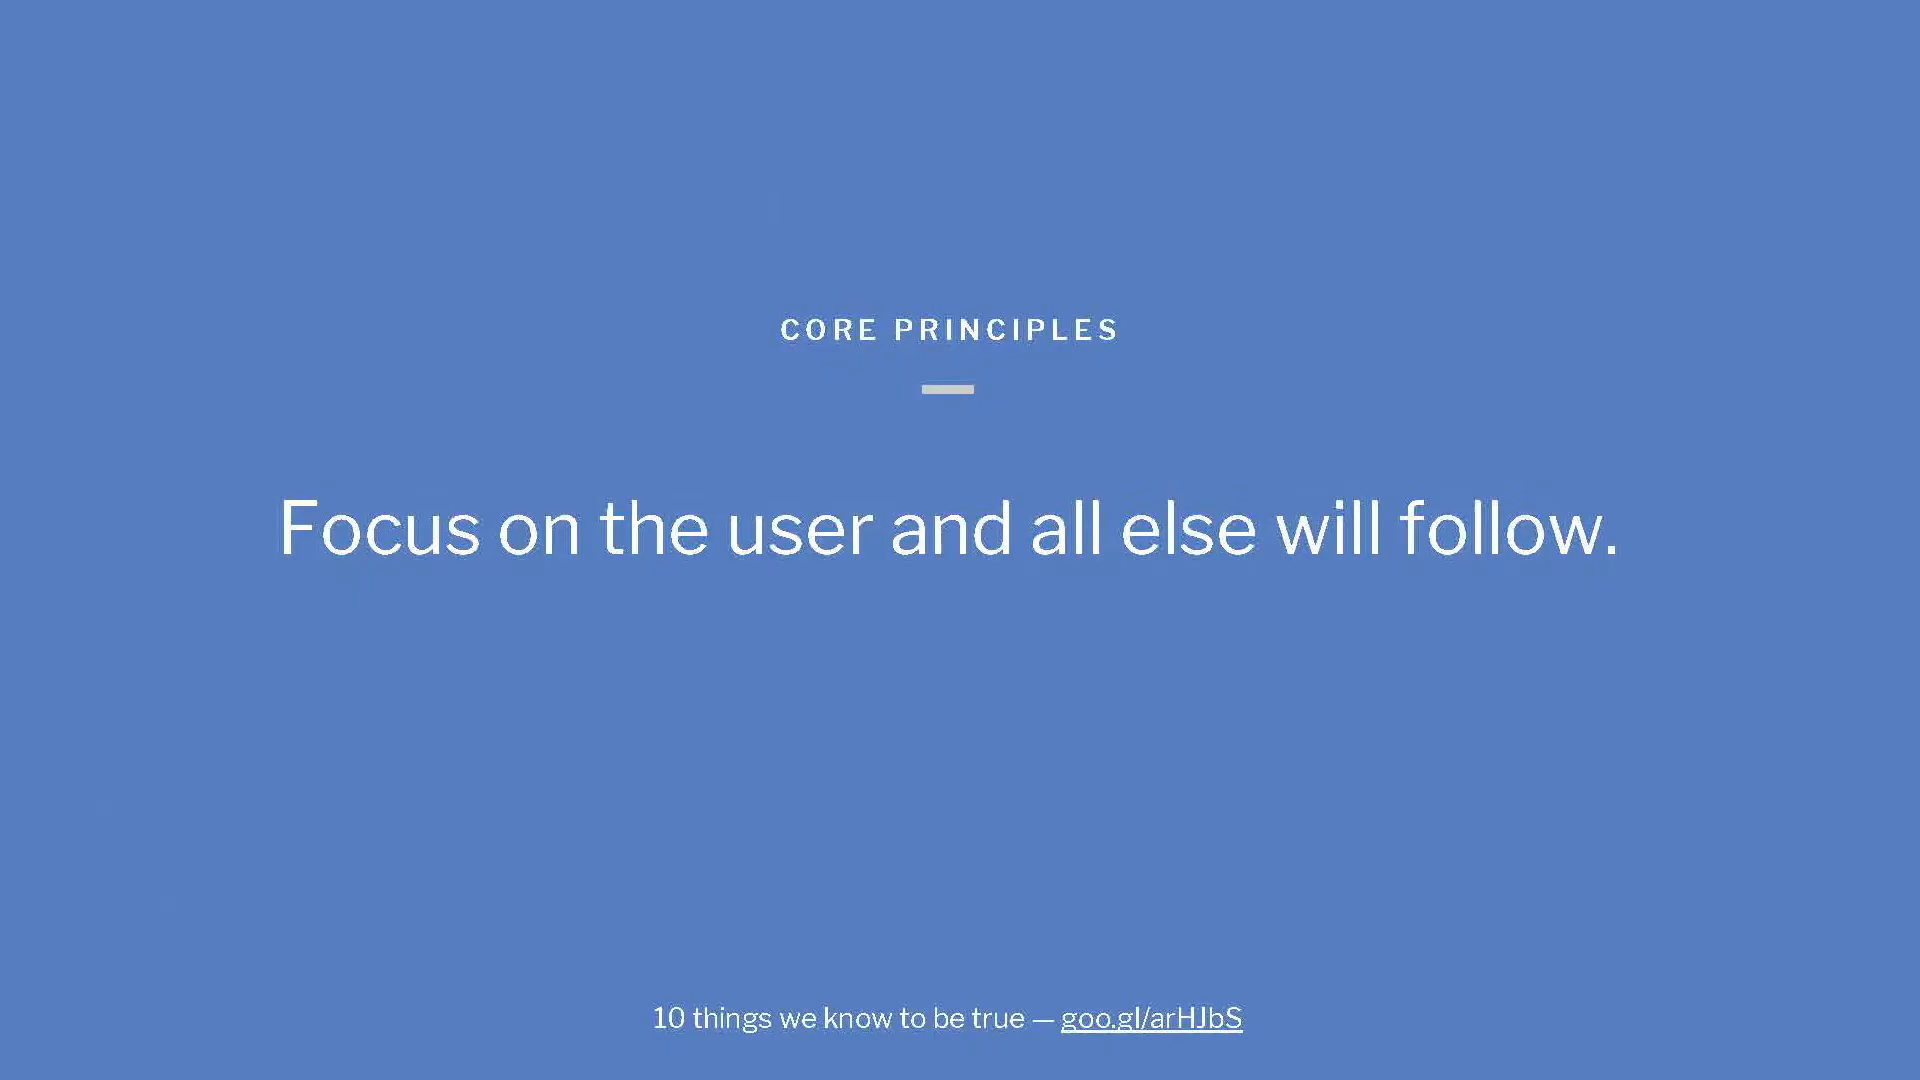 CORE PRINCIPLES
Focus on the user and all else will follow.
10 things we know to be true — goo.gl/arHJbS